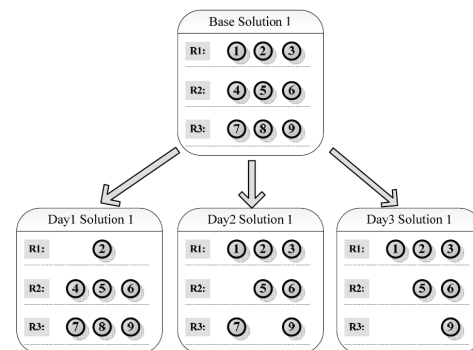 Base Solution 1
R1: 1 2 3
R2: 4 5 6
R3: 7 8 9
Day1 Solution 1
R1: 2
R2: 4 5 6
R3: 7 8 9
Day2 Solution 1
R1: 1 2 3
R2: 5 6
R3: 7 9
Day3 Solution 1
R1: 1 2 3
R2: 5 6
R3: 9